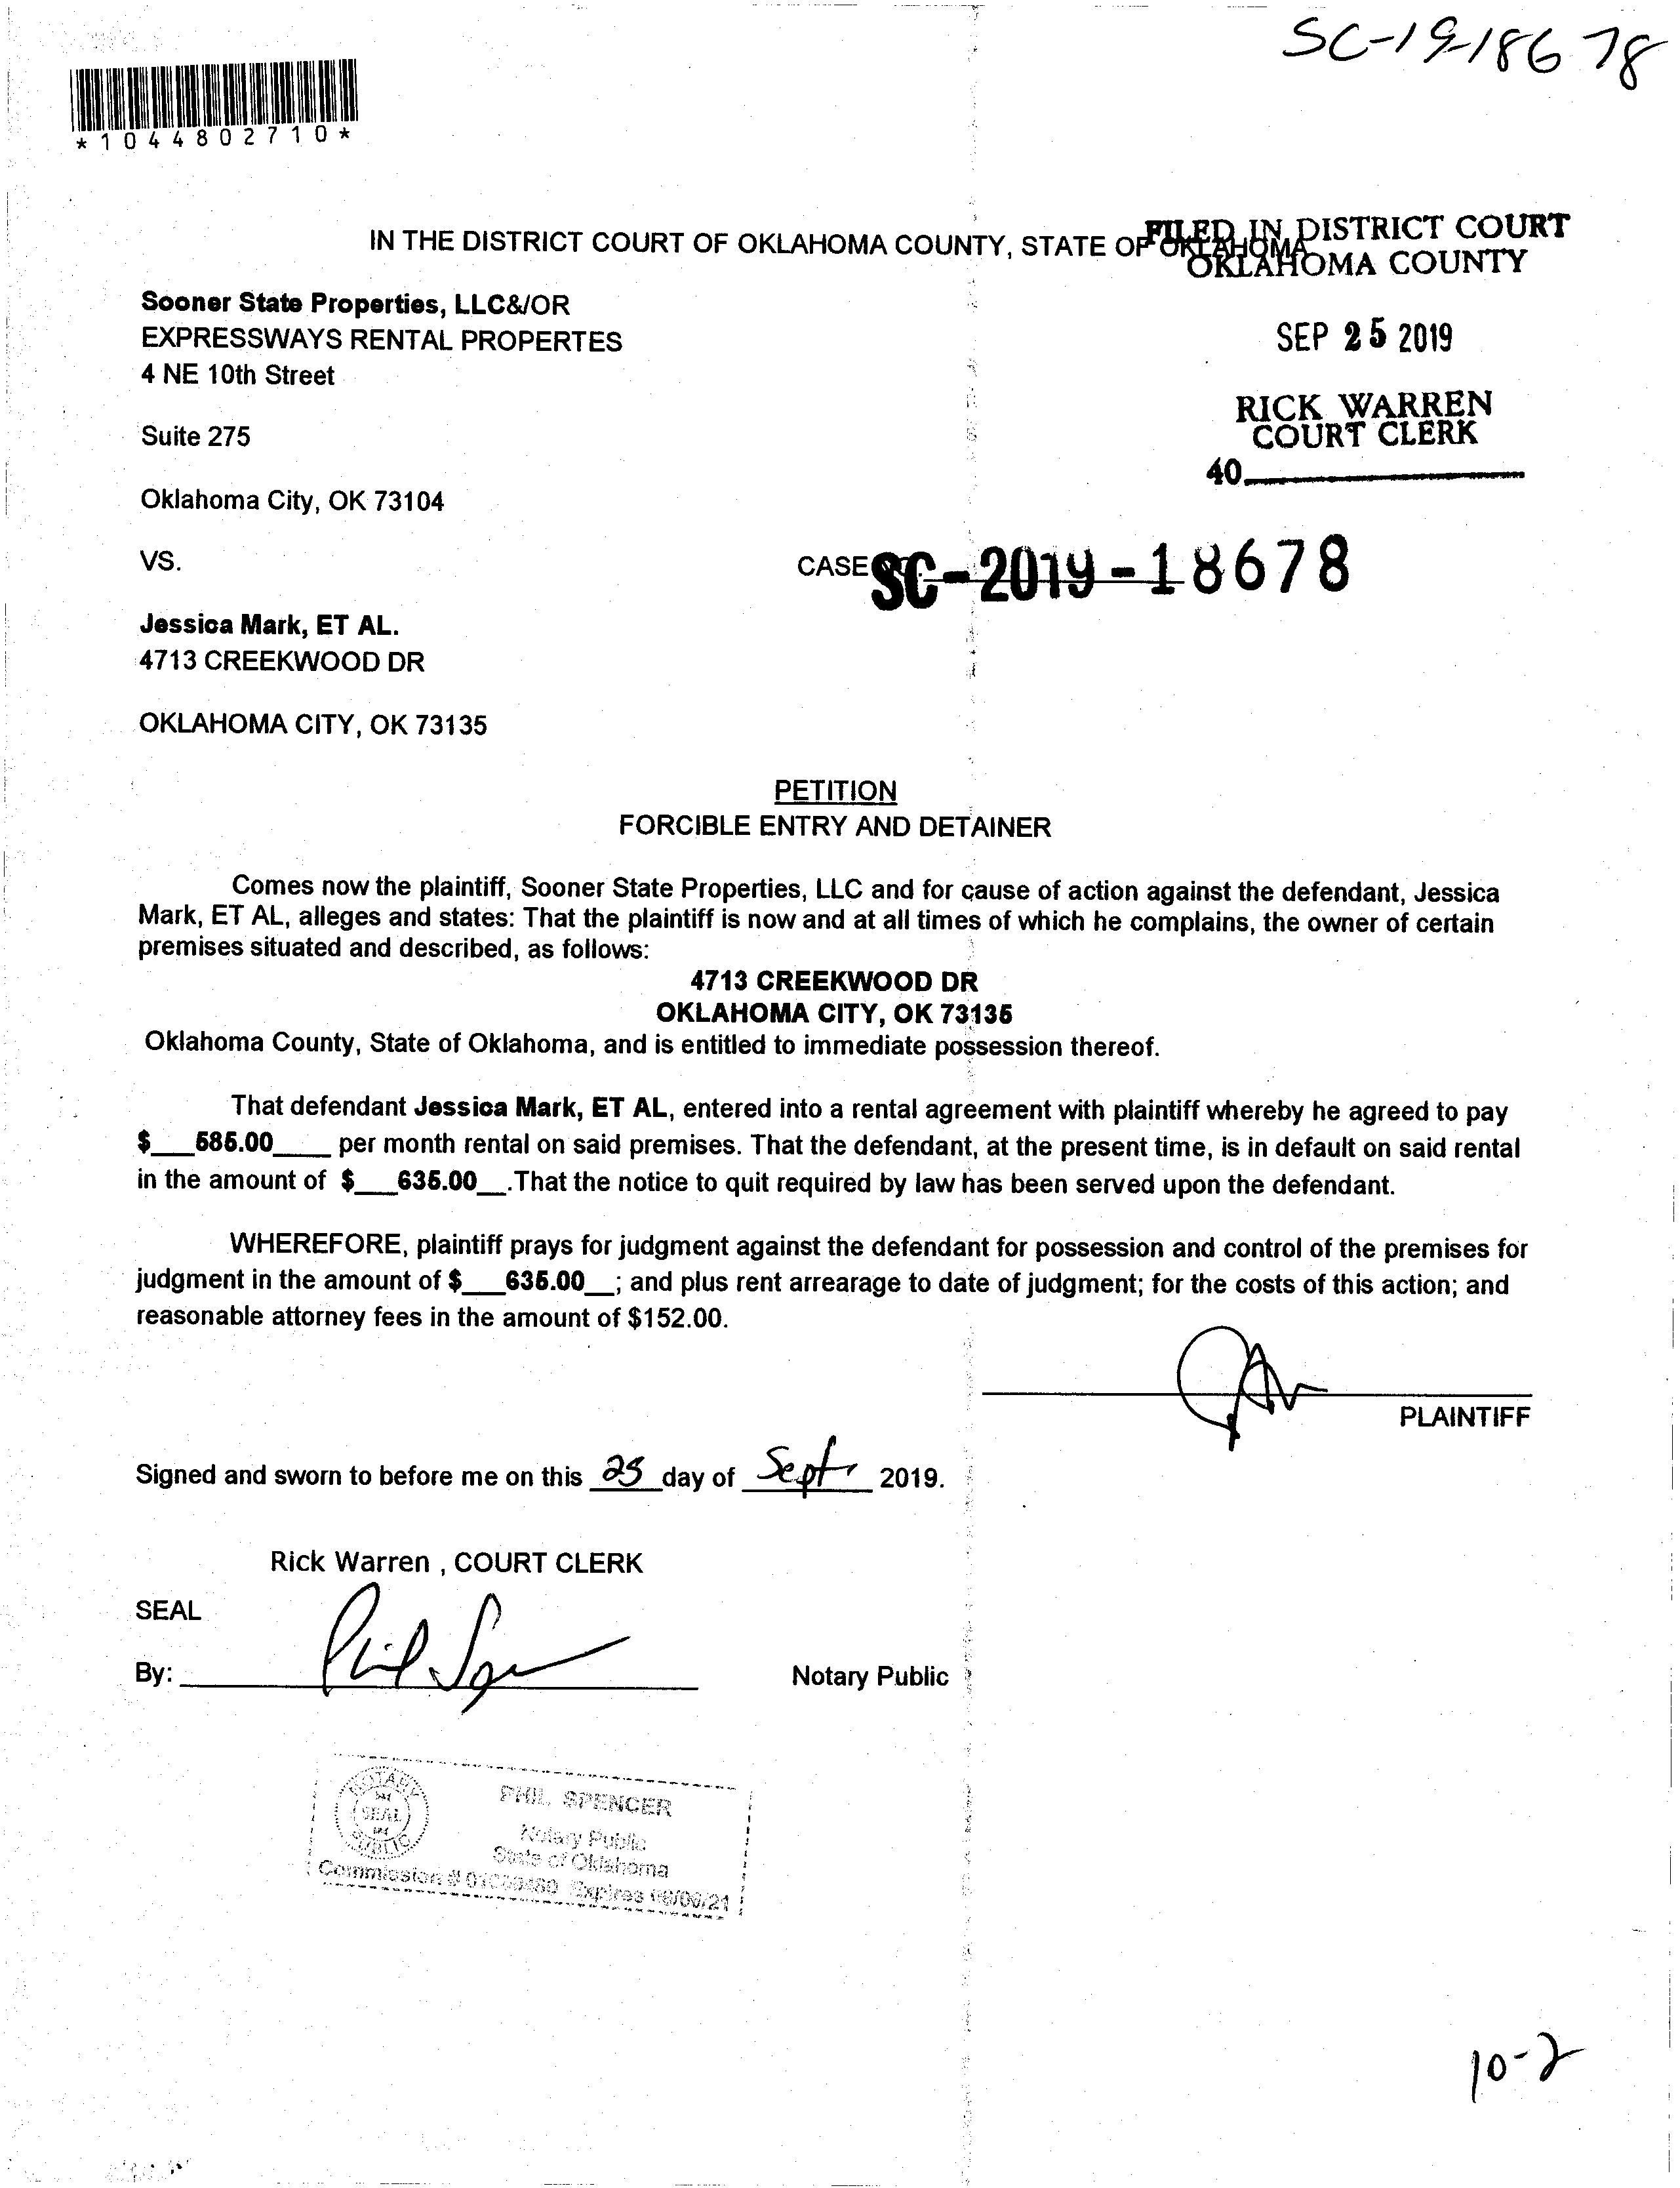 SC-19-18678
*1044802710*
IN THE DISTRICT COURT OF OKLAHOMA COUNTY, STATE OF OKLAHOMA
FILED IN DISTRICT COURT
OKLAHOMA COUNTY
Sooner State Properties, LLC&/OR
EXPRESSWAYS RENTAL PROPERTES
4 NE 10th Street
SEP 25 2019
RICK WARREN
COURT CLERK
Suite 275
40
Oklahoma City, OK 73104
VS.
CASE SC-2019-18678
Jessica Mark, ET AL.
4713 CREEKWOOD DR
OKLAHOMA CITY, OK 73135
PETITION
FORCIBLE ENTRY AND DETAINER
Comes now the plaintiff, Sooner State Properties, LLC and for cause of action against the defendant, Jessica
Mark, ET AL, alleges and states: That the plaintiff is now and at all times of which he complains, the owner of certain
premises situated and described, as follows:
4713 CREEKWOOD DR
OKLAHOMA CITY, OK 73135
Oklahoma County, State of Oklahoma, and is entitled to immediate possession thereof.
That defendant Jessica Mark, ET AL, entered into a rental agreement with plaintiff whereby he agreed to pay
$___585.00____ per month rental on said premises. That the defendant, at the present time, is in default on said rental
in the amount of $___635.00__.That the notice to quit required by law has been served upon the defendant.
WHEREFORE, plaintiff prays for judgment against the defendant for possession and control of the premises for
judgment in the amount of $___635.00__; and plus rent arrearage to date of judgment; for the costs of this action; and
reasonable attorney fees in the amount of $152.00.
PLAINTIFF
Signed and sworn to before me on this 25 day of Sept, 2019.
Rick Warren , COURT CLERK
SEAL
By: Phil Spencer Notary Public
NOTARY
SEAL
PUBLIC
PHIL SPENCER
Notary Public
State of Oklahoma
Commission # Expires
10-2